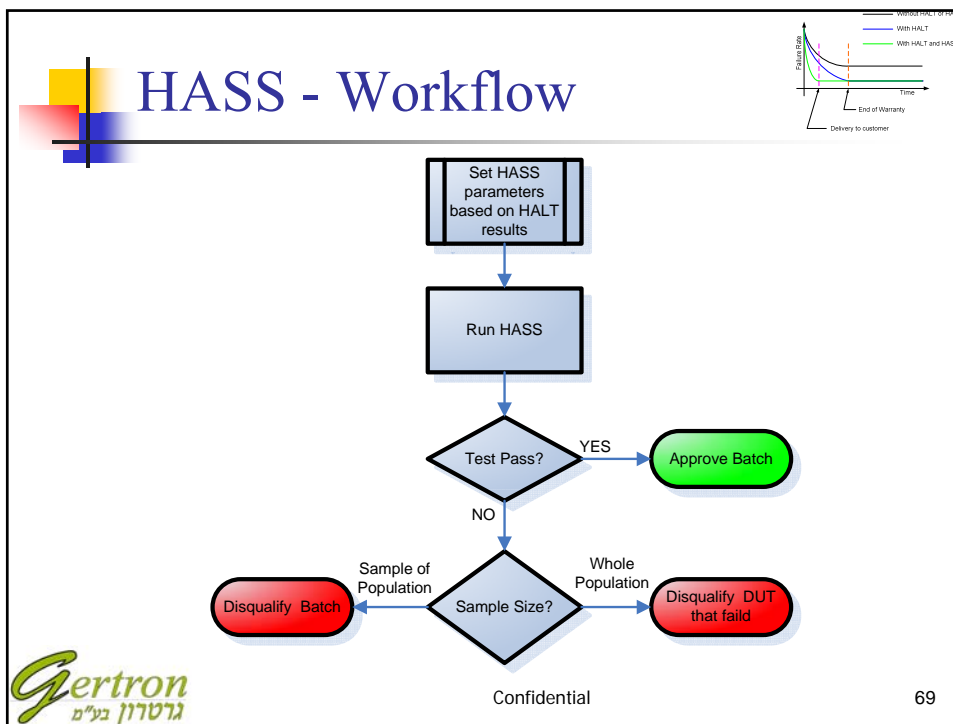 HASS - Workflow
Without HALT or HA
With HALT
With HALT and HAS
Failure Rate
Time
End of Warranty
Delivery to customer
Set HASS
parameters
based on HALT
results
Run HASS
Test Pass?
YES
Approve Batch
NO
Sample of
Population
Whole
Population
Disqualify Batch
Sample Size?
Disqualify DUT
that faild
Gertron
גרטרון בע"מ
Confidential
69